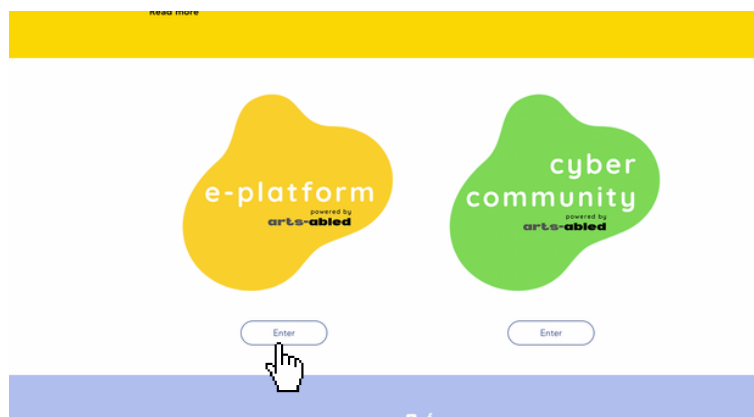 Read more
e-platform
powered by
arts-abled
cyber
community
powered by
arts-abled
Enter
Enter